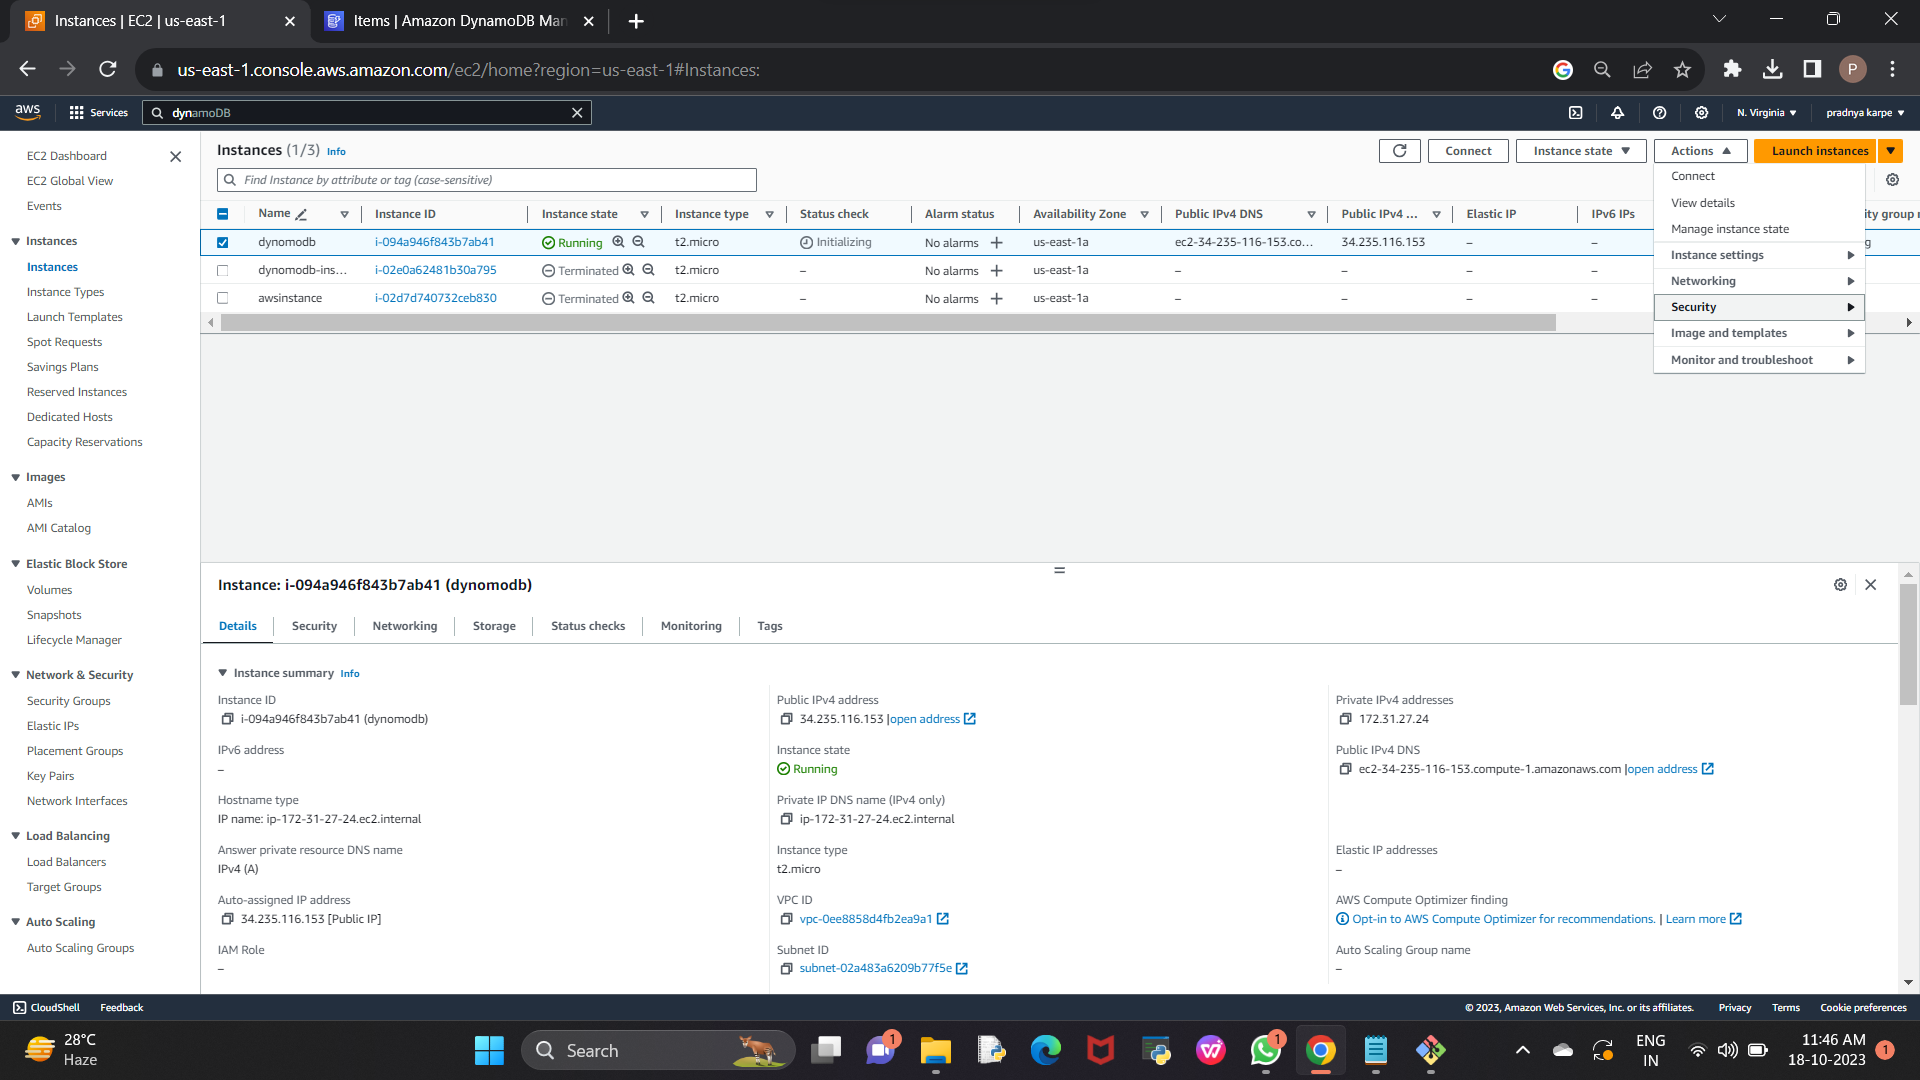 Instances | EC2 | us-east-1
Items | Amazon DynamoDB Man
us-east-1.console.aws.amazon.com/ec2/home?region=us-east-1#Instances:
P
aws
Services
dynamoDB
N. Virginia
pradnya karpe
EC2 Dashboard
EC2 Global View
Events
Instances
Instances
Instance Types
Launch Templates
Spot Requests
Savings Plans
Reserved Instances
Dedicated Hosts
Capacity Reservations
Images
AMIs
AMI Catalog
Elastic Block Store
Volumes
Snapshots
Lifecycle Manager
Network & Security
Security Groups
Elastic IPs
Placement Groups
Key Pairs
Network Interfaces
Load Balancing
Load Balancers
Target Groups
Auto Scaling
Auto Scaling Groups
Instances (1/3) Info
Connect
Instance state
Actions
Launch instances
Find Instance by attribute or tag (case-sensitive)
Name Instance ID Instance state Instance type Status check Alarm status Availability Zone Public IPv4 DNS Public IPv4 ... Elastic IP IPv6 IPs ity group n
dynomodb i-094a946f843b7ab41 Running t2.micro Initializing No alarms + us-east-1a ec2-34-235-116-153.co... 34.235.116.153 – – g
dynomodb-ins... i-02e0a62481b30a795 Terminated t2.micro – No alarms + us-east-1a – – – –
awsinstance i-02d7d740732ceb830 Terminated t2.micro – No alarms + us-east-1a – – – –
Connect
View details
Manage instance state
Instance settings
Networking
Security
Image and templates
Monitor and troubleshoot
Instance: i-094a946f843b7ab41 (dynomodb)
Details Security Networking Storage Status checks Monitoring Tags
Instance summary Info
Instance ID
i-094a946f843b7ab41 (dynomodb)
Public IPv4 address
34.235.116.153 |open address
Private IPv4 addresses
172.31.27.24
IPv6 address
–
Instance state
Running
Public IPv4 DNS
ec2-34-235-116-153.compute-1.amazonaws.com |open address
Hostname type
IP name: ip-172-31-27-24.ec2.internal
Private IP DNS name (IPv4 only)
ip-172-31-27-24.ec2.internal
Answer private resource DNS name
IPv4 (A)
Instance type
t2.micro
Elastic IP addresses
–
Auto-assigned IP address
34.235.116.153 [Public IP]
VPC ID
vpc-0ee8858d4fb2ea9a1
AWS Compute Optimizer finding
Opt-in to AWS Compute Optimizer for recommendations. | Learn more
IAM Role
–
Subnet ID
subnet-02a483a6209b77f5e
Auto Scaling Group name
–
CloudShell Feedback
© 2023, Amazon Web Services, Inc. or its affiliates. Privacy Terms Cookie preferences
28°C
Haze
Search
1
1
ENG
IN
11:46 AM
18-10-2023
1